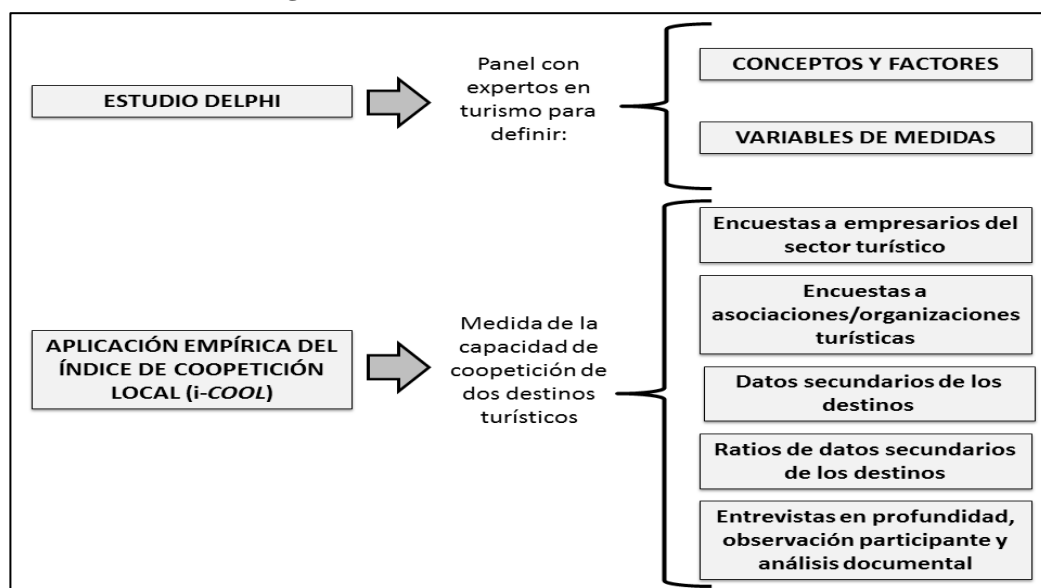 ESTUDIO DELPHI
Panel con
expertos en
turismo para
definir:
CONCEPTOS Y FACTORES
VARIABLES DE MEDIDAS
APLICACIÓN EMPÍRICA DEL
ÍNDICE DE COOPETICIÓN
LOCAL (i-COOL)
Medida de la
capacidad de
coopetición de
dos destinos
turísticos
Encuestas a empresarios del
sector turístico
Encuestas a
asociaciones/organizaciones
turísticas
Datos secundarios de los
destinos
Ratios de datos secundarios
de los destinos
Entrevistas en profundidad,
observación participante y
análisis documental